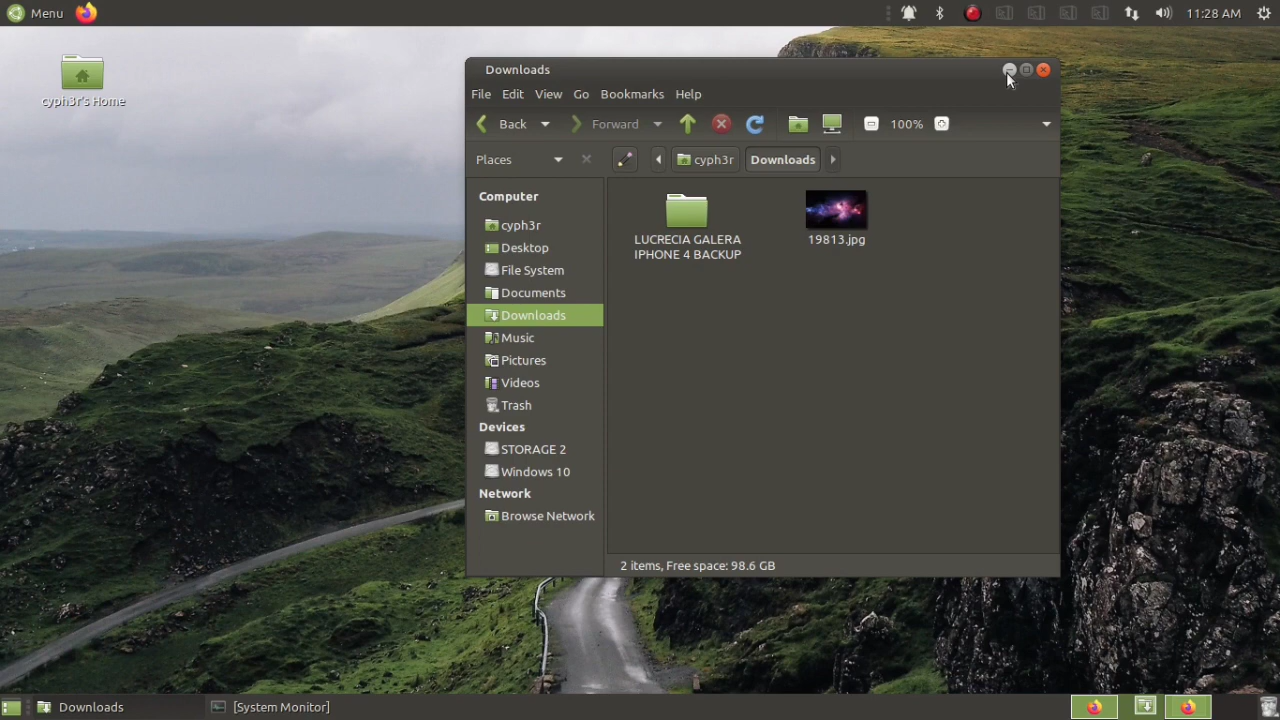 Menu
11:28 AM
cyph3r's Home
Downloads
File Edit View Go Bookmarks Help
Back Forward 100%
Places cyph3r Downloads
Computer
cyph3r
Desktop
File System
Documents
Downloads
Music
Pictures
Videos
Trash
Devices
STORAGE 2
Windows 10
Network
Browse Network
LUCRECIA GALERA
IPHONE 4 BACKUP
19813.jpg
2 items, Free space: 98.6 GB
Downloads [System Monitor]